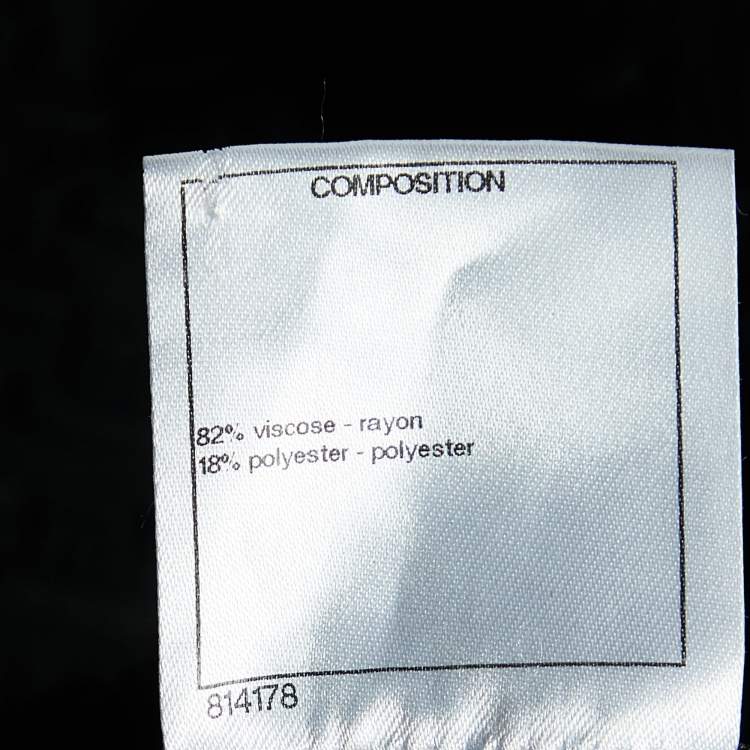 COMPOSITION
82% viscose - rayon
18% polyester - polyester
814178